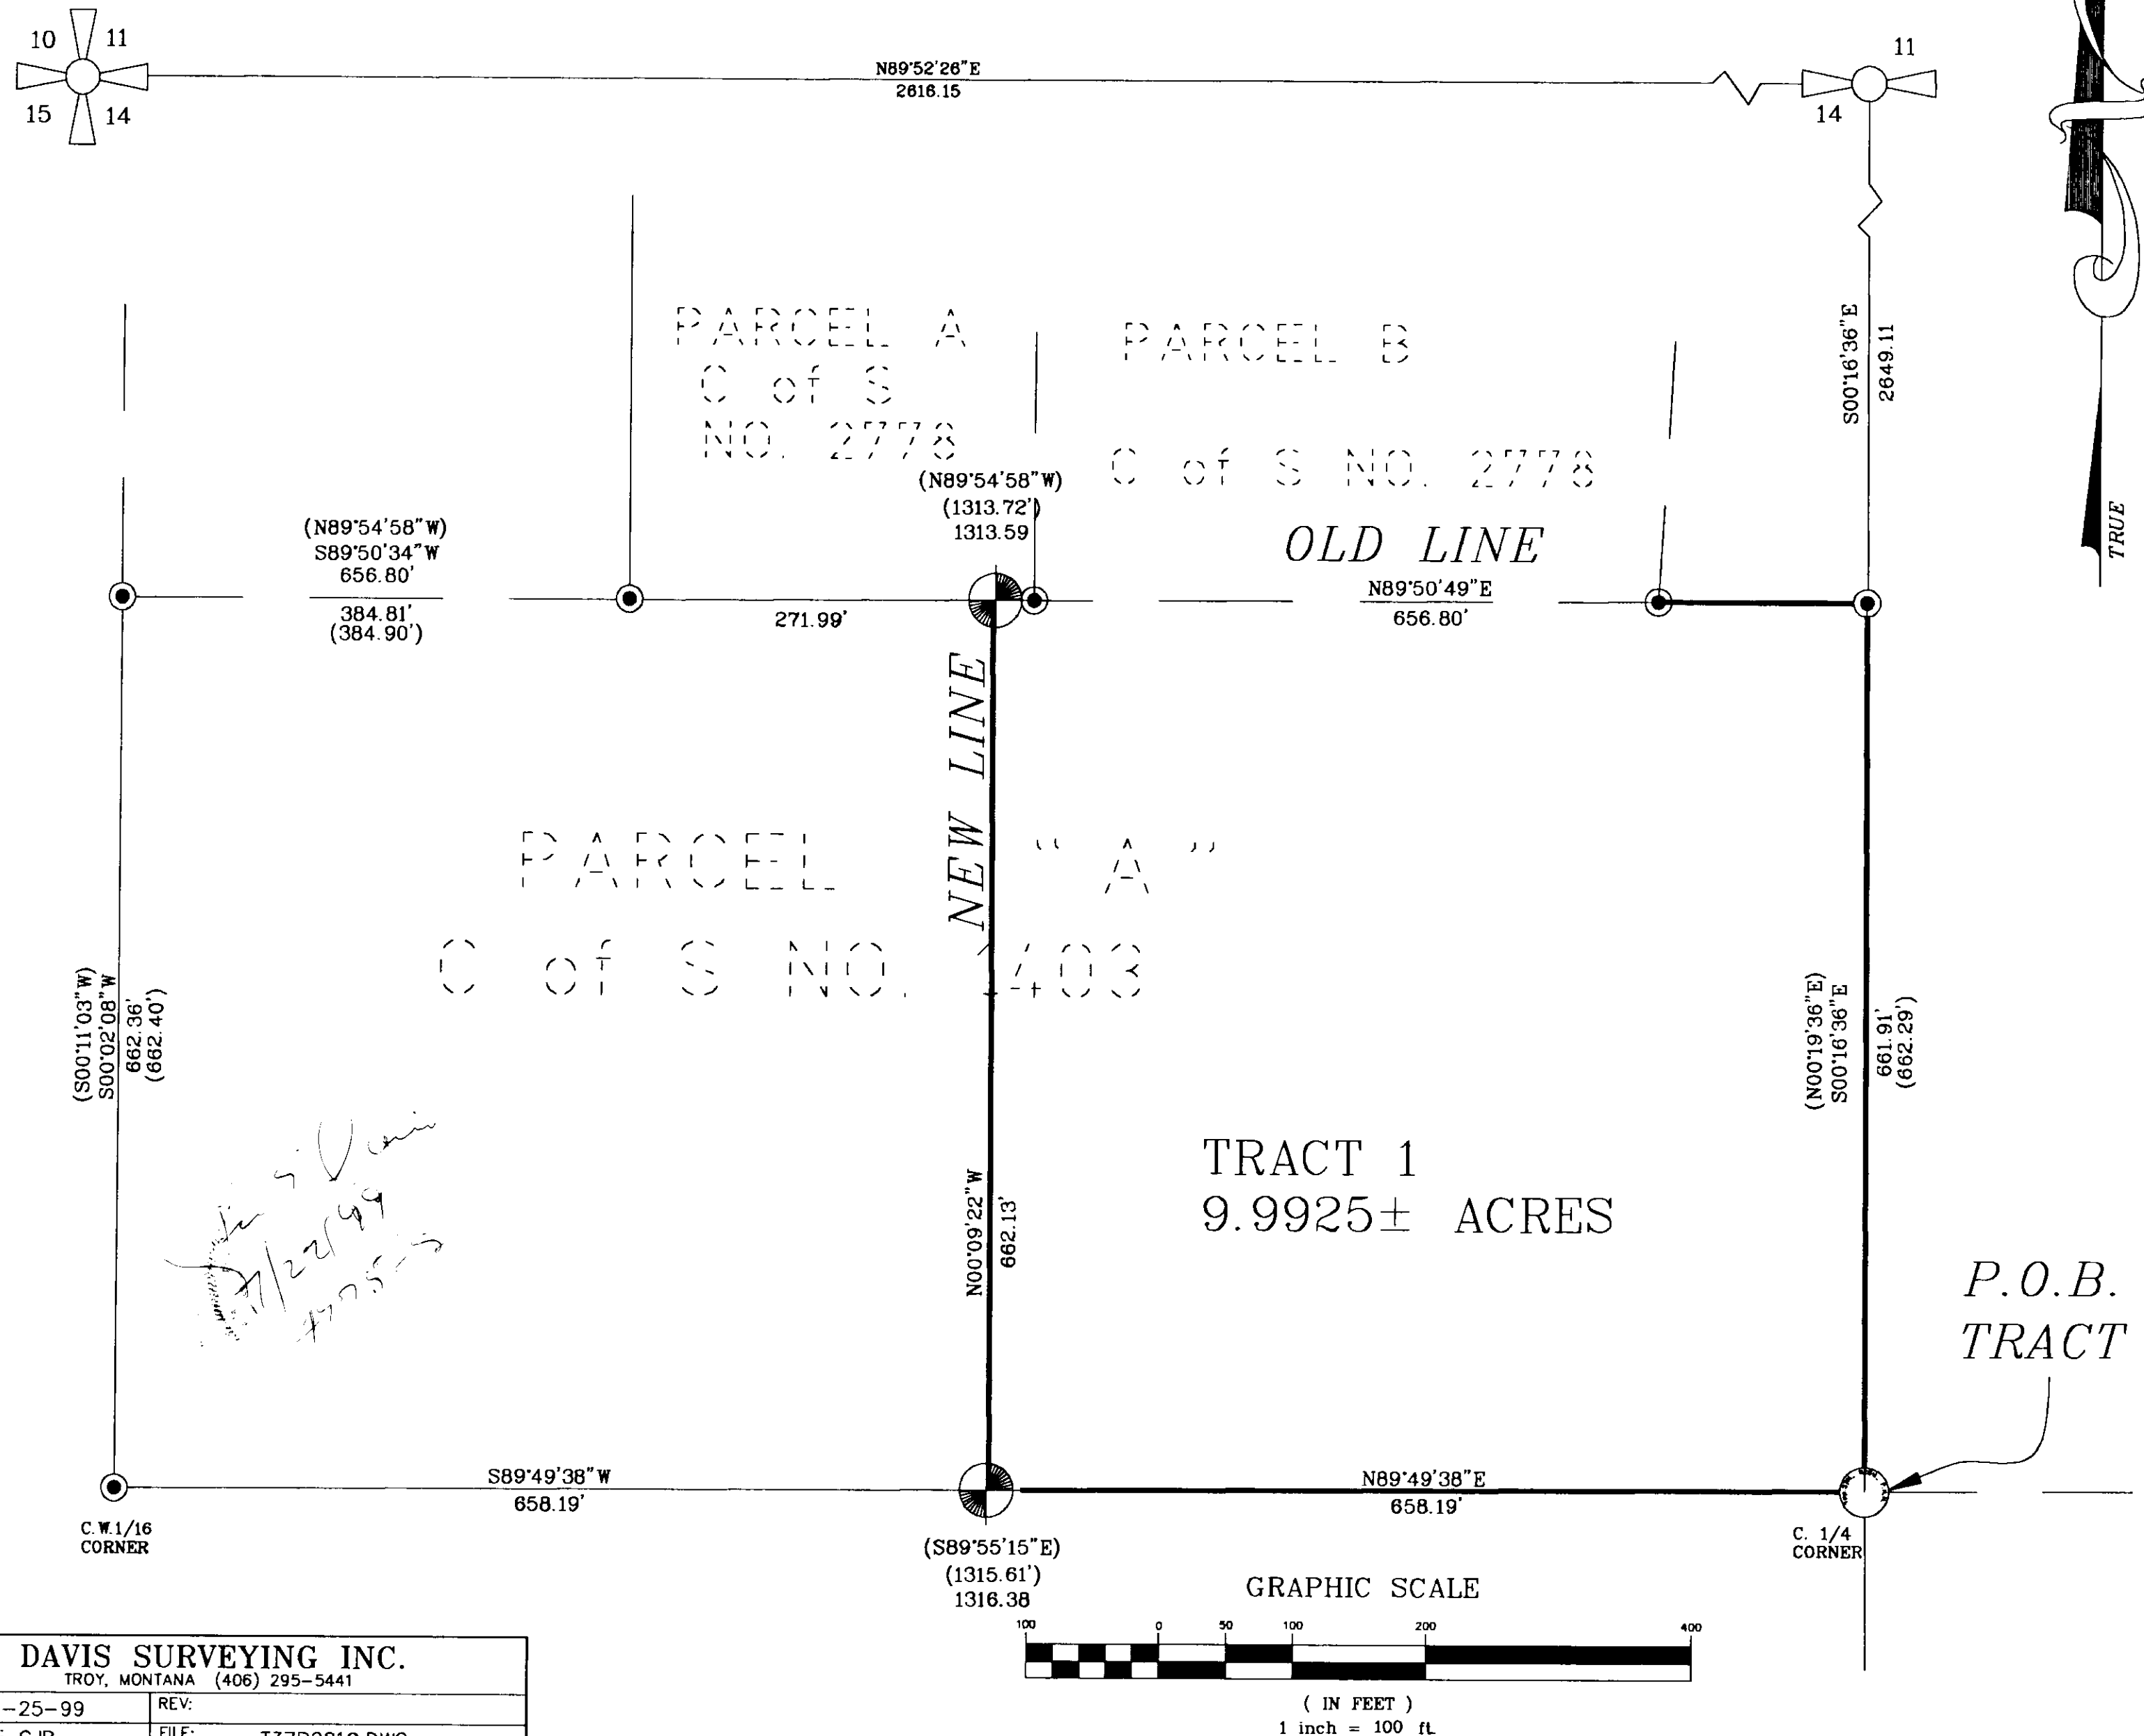 10 11
15 14
N89°52'26"E
2616.15
11
14
S00°16'36"E
2649.11
TRUE
PARCEL A
C of S
NO. 2778
PARCEL B
C of S NO. 2778
(N89°54'58"W)
(1313.72')
1313.59
(N89°54'58"W)
S89°50'34"W
656.80'
384.81'
(384.90')
271.99'
OLD LINE
N89°50'49"E
656.80'
NEW LINE
PARCEL "A"
C of S NO. 1403
(S00°11'03"W)
S00°02'08"W
662.36'
(662.40')
(N00°19'36"E)
S00°16'36"E
661.91'
(662.29')
N00°09'22"W
662.13'
TRACT 1
9.9925± ACRES
P.O.B.
TRACT
S89°49'38"W
658.19'
N89°49'38"E
658.19'
C.W.1/16
CORNER
C. 1/4
CORNER
(S89°55'15"E)
(1315.61')
1316.38
GRAPHIC SCALE
100 0 50 100 200 400
( IN FEET )
1 inch = 100 ft.
DAVIS SURVEYING INC.
TROY, MONTANA (406) 295-5441
-25-99
REV:
FILE: